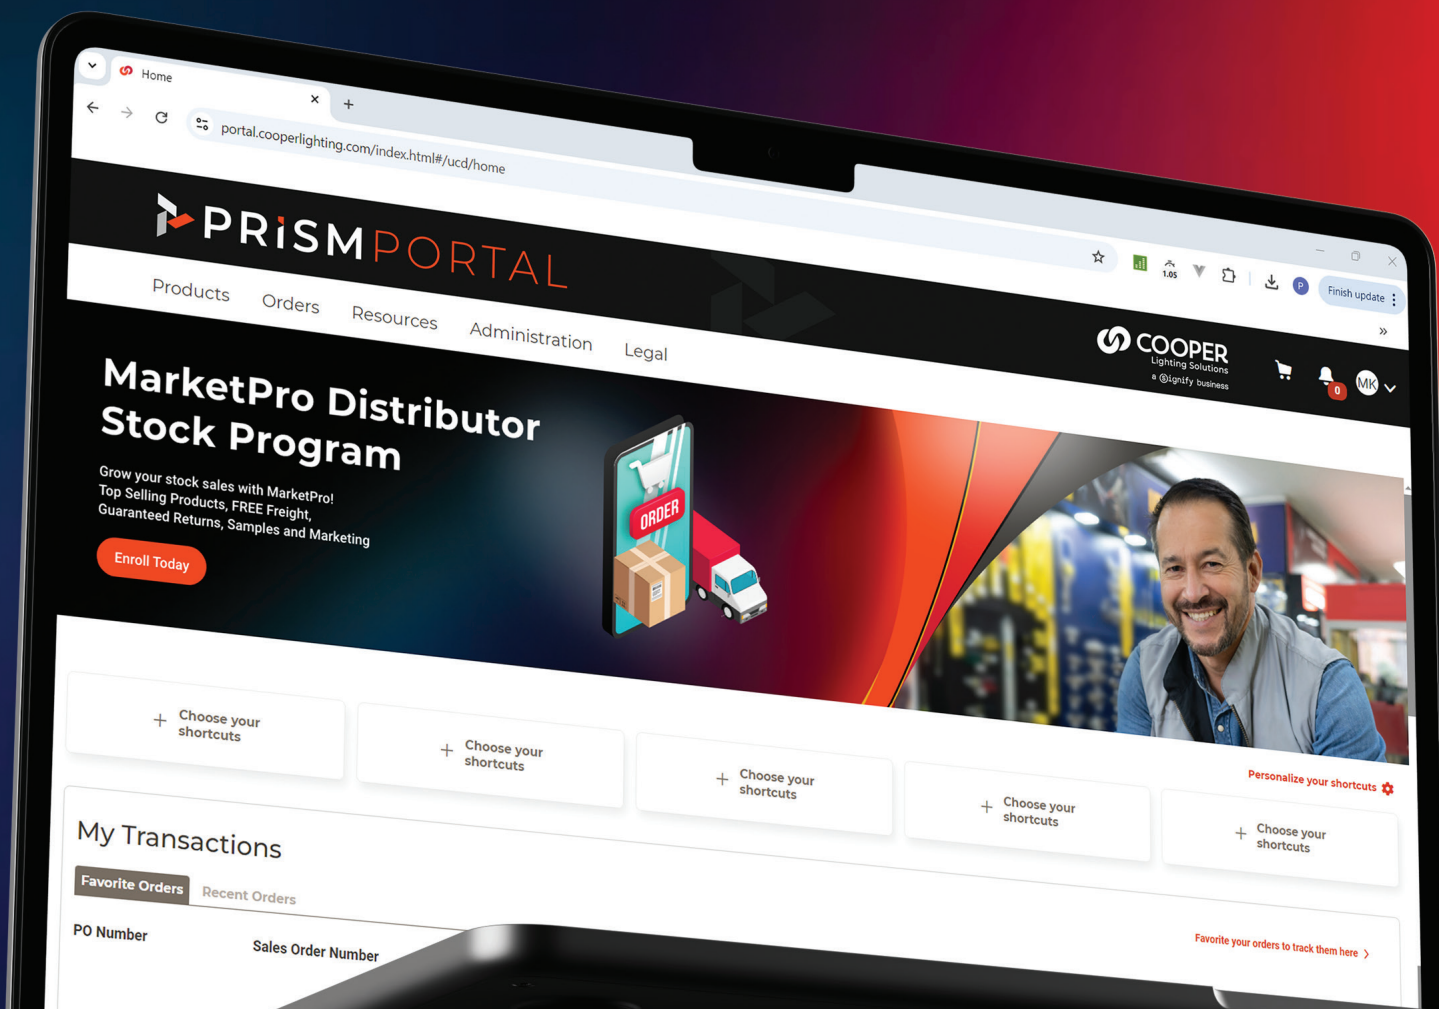 Home
portal.cooperlighting.com/index.html#/ucd/home
1.05
P
Finish update
PRiSMPORTAL
COOPER
Lighting Solutions
a Signify business
0
MK
Products Orders Resources Administration Legal
MarketPro Distributor
Stock Program
Grow your stock sales with MarketPro!
Top Selling Products, FREE Freight,
Guaranteed Returns, Samples and Marketing
Enroll Today
ORDER
Personalize your shortcuts
Choose your
shortcuts
Choose your
shortcuts
Choose your
shortcuts
Choose your
shortcuts
Choose your
shortcuts
My Transactions
Favorite Orders Recent Orders
Favorite your orders to track them here
PO Number Sales Order Number